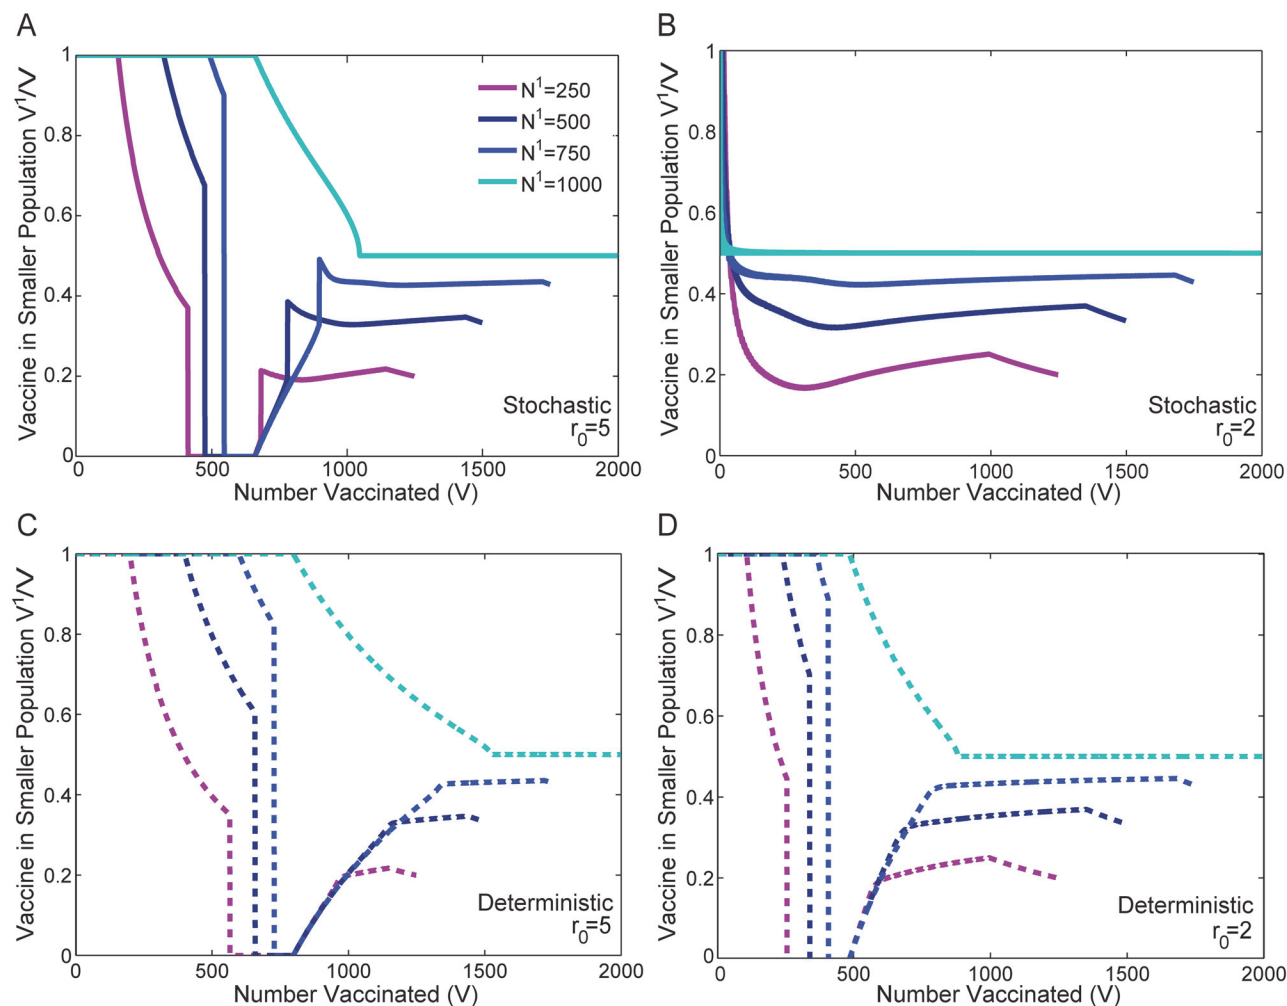 A
Vaccine in Smaller Population V¹/V
1
0.8
0.6
0.4
0.2
0
0
500
1000
1500
2000
Number Vaccinated (V)
N¹=250
N¹=500
N¹=750
N¹=1000
Stochastic
r₀=5
B
Vaccine in Smaller Population V¹/V
1
0.8
0.6
0.4
0.2
0
0
500
1000
1500
2000
Number Vaccinated (V)
Stochastic
r₀=2
C
Vaccine in Smaller Population V¹/V
1
0.8
0.6
0.4
0.2
0
0
500
1000
1500
2000
Number Vaccinated (V)
Deterministic
r₀=5
D
Vaccine in Smaller Population V¹/V
1
0.8
0.6
0.4
0.2
0
0
500
1000
1500
2000
Number Vaccinated (V)
Deterministic
r₀=2